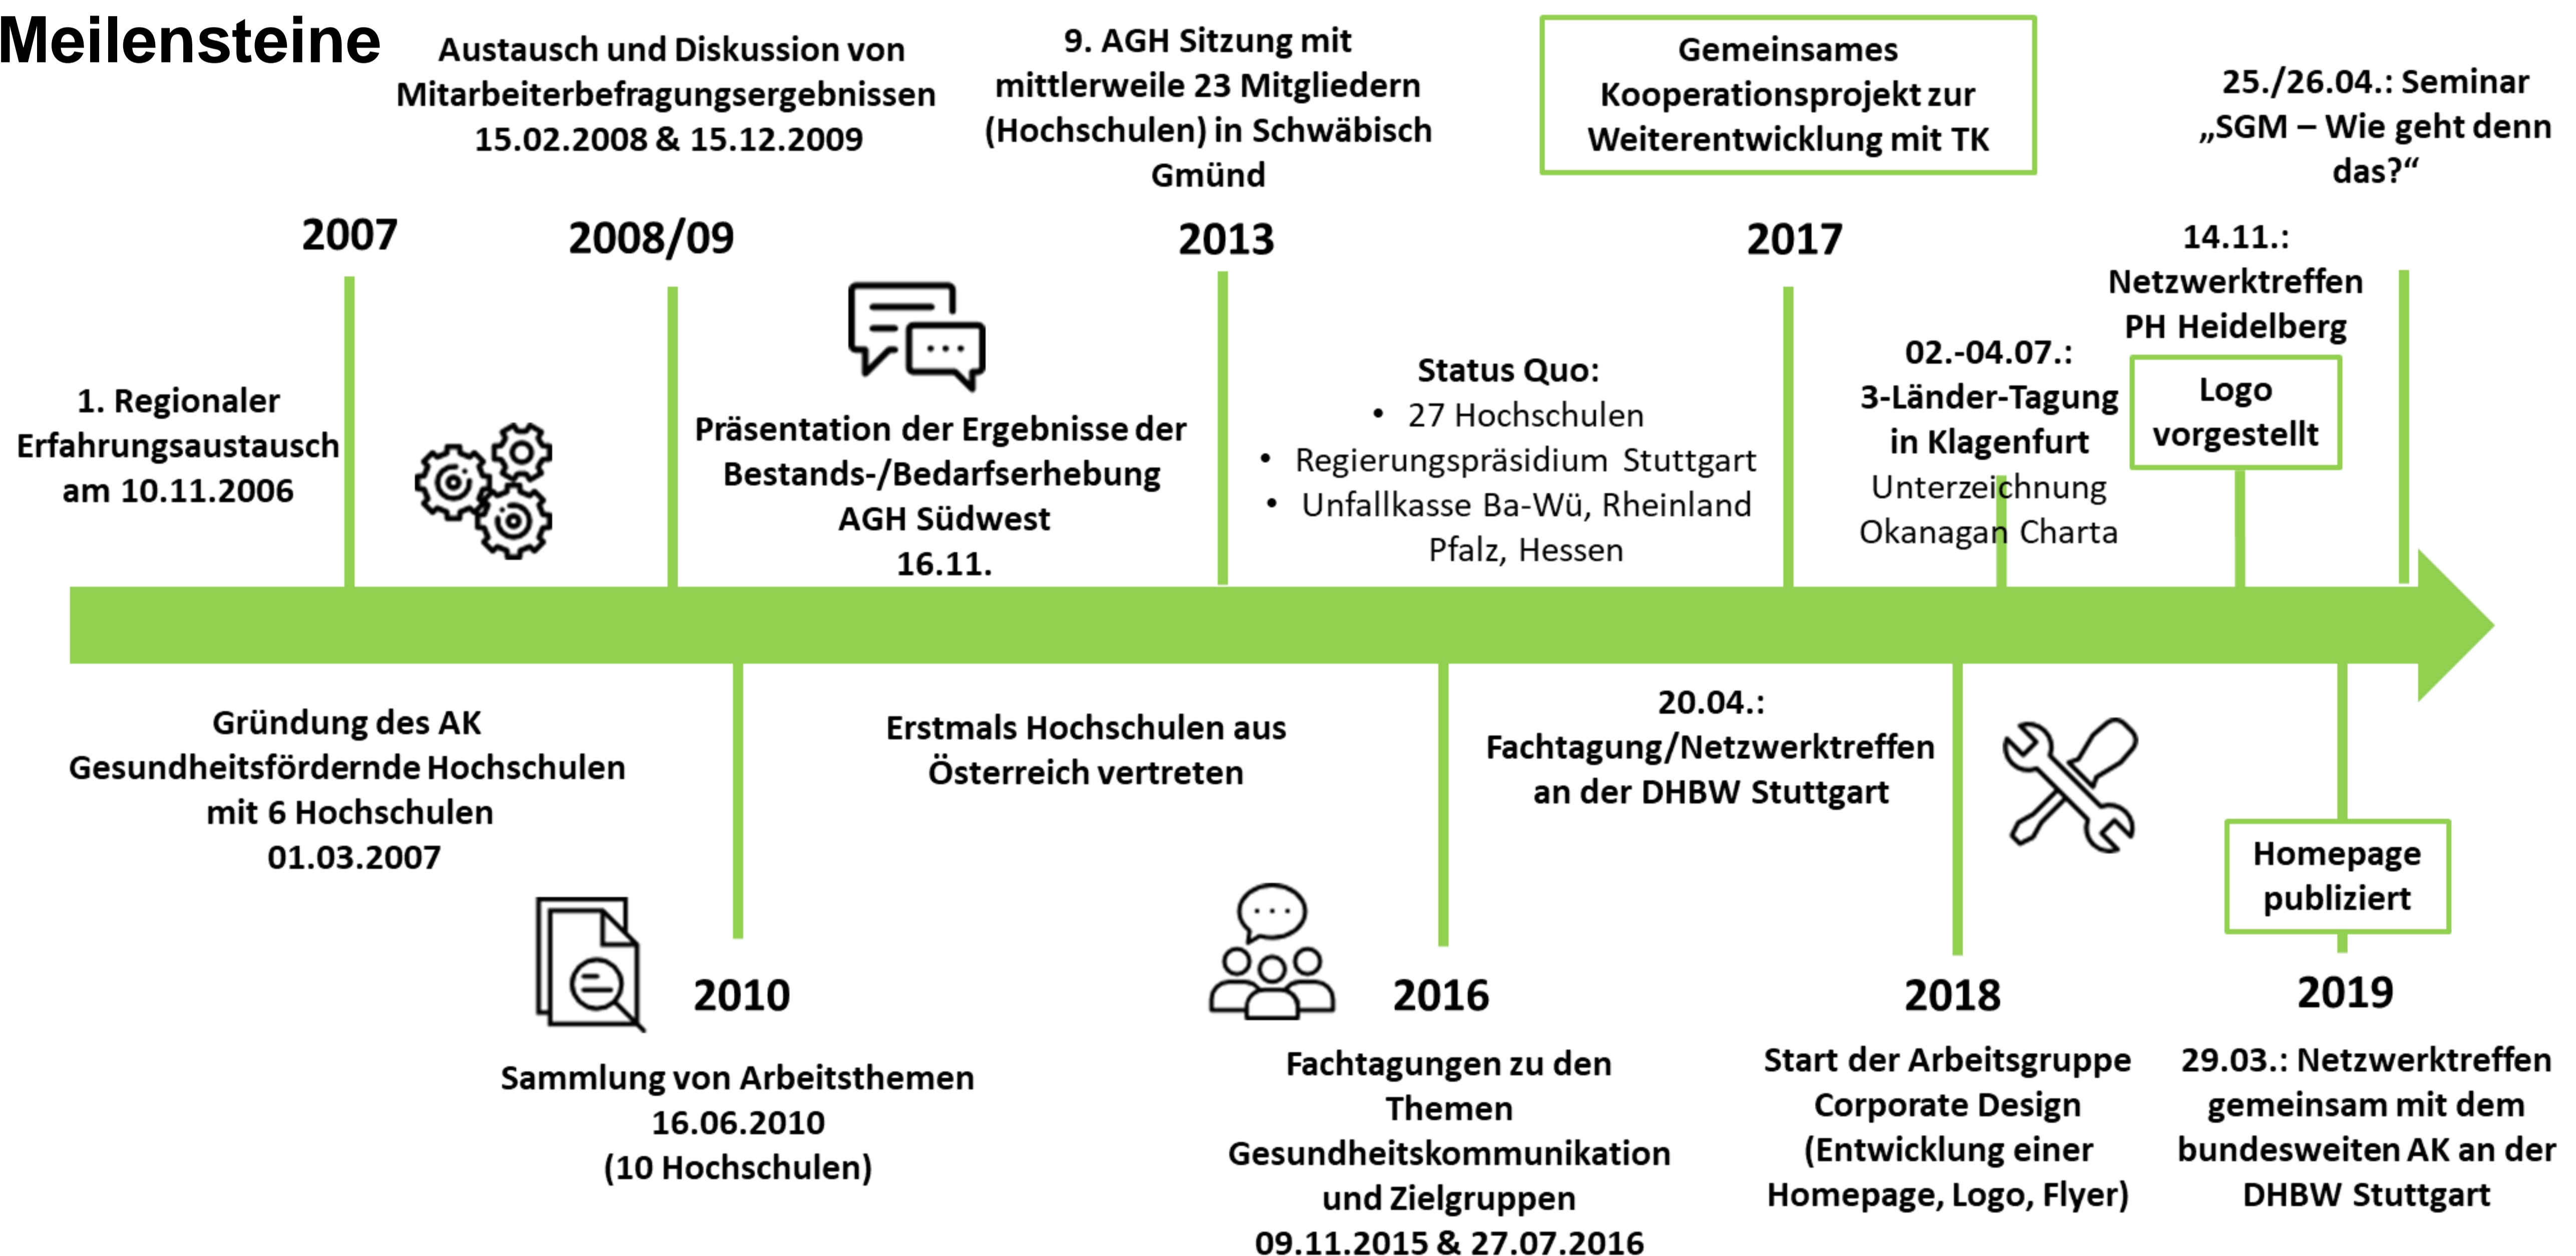 Meilensteine
Austausch und Diskussion von
Mitarbeiterbefragungsergebnissen
15.02.2008 & 15.12.2009
9. AGH Sitzung mit
mittlerweile 23 Mitgliedern
(Hochschulen) in Schwäbisch
Gmünd
Gemeinsames
Kooperationsprojekt zur
Weiterentwicklung mit TK
25./26.04.: Seminar
„SGM – Wie geht denn
das?“
2007
2008/09
2013
2017
14.11.:
Netzwerktreffen
PH Heidelberg
Logo
vorgestellt
1. Regionaler
Erfahrungsaustausch
am 10.11.2006
Präsentation der Ergebnisse der
Bestands-/Bedarfserhebung
AGH Südwest
16.11.
Status Quo:
• 27 Hochschulen
• Regierungspräsidium Stuttgart
• Unfallkasse Ba-Wü, Rheinland
Pfalz, Hessen
02.-04.07.:
3-Länder-Tagung
in Klagenfurt
Unterzeichnung
Okanagan Charta
Gründung des AK
Gesundheitsfördernde Hochschulen
mit 6 Hochschulen
01.03.2007
Erstmals Hochschulen aus
Österreich vertreten
20.04.:
Fachtagung/Netzwerktreffen
an der DHBW Stuttgart
Homepage
publiziert
2010
2016
2018
2019
Sammlung von Arbeitsthemen
16.06.2010
(10 Hochschulen)
Fachtagungen zu den
Themen
Gesundheitskommunikation
und Zielgruppen
09.11.2015 & 27.07.2016
Start der Arbeitsgruppe
Corporate Design
(Entwicklung einer
Homepage, Logo, Flyer)
29.03.: Netzwerktreffen
gemeinsam mit dem
bundesweiten AK an der
DHBW Stuttgart